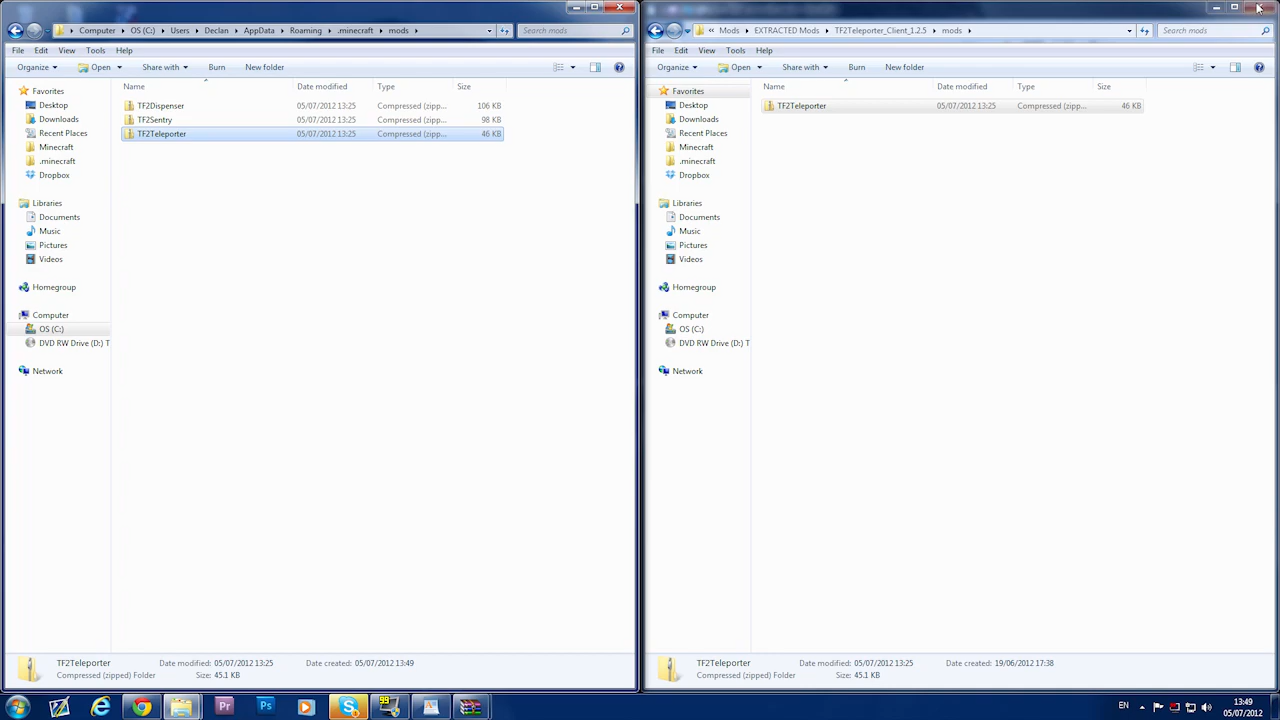 Computer ▸ OS (C:) ▸ Users ▸ Declan ▸ AppData ▸ Roaming ▸ .minecraft ▸ mods ▸
Search mods
File Edit View Tools Help
Organize Open Share with Burn New folder
Favorites
Desktop
Downloads
Recent Places
Minecraft
.minecraft
Dropbox
Libraries
Documents
Music
Pictures
Videos
Homegroup
Computer
OS (C:)
DVD RW Drive (D:) T
Network
Name Date modified Type Size
TF2Dispenser 05/07/2012 13:25 Compressed (zipp... 106 KB
TF2Sentry 05/07/2012 13:25 Compressed (zipp... 98 KB
TF2Teleporter 05/07/2012 13:25 Compressed (zipp... 46 KB
TF2Teleporter Date modified: 05/07/2012 13:25 Date created: 05/07/2012 13:49
Compressed (zipped) Folder Size: 45.1 KB
« Mods ▸ EXTRACTED Mods ▸ TF2Teleporter_Client_1.2.5 ▸ mods ▸
Search mods
File Edit View Tools Help
Organize Open Share with Burn New folder
Favorites
Desktop
Downloads
Recent Places
Minecraft
.minecraft
Dropbox
Libraries
Documents
Music
Pictures
Videos
Homegroup
Computer
OS (C:)
DVD RW Drive (D:) T
Network
Name Date modified Type Size
TF2Teleporter 05/07/2012 13:25 Compressed (zipp... 46 KB
TF2Teleporter Date modified: 05/07/2012 13:25 Date created: 19/06/2012 17:38
Compressed (zipped) Folder Size: 45.1 KB
Pr
Ps
99
EN
13:49
05/07/2012